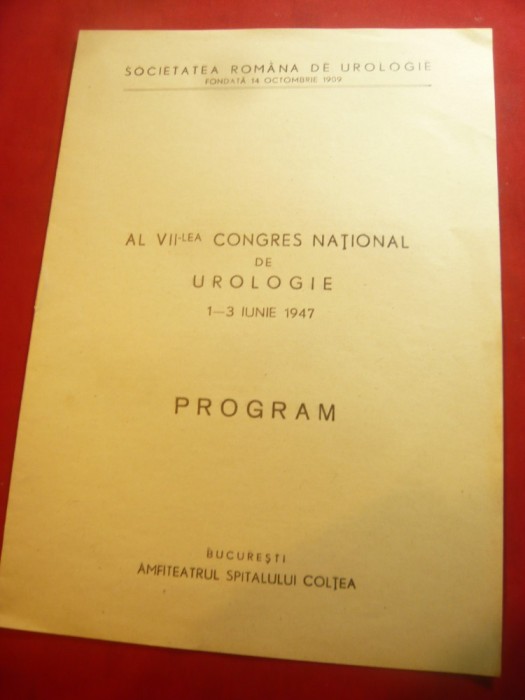 SOCIETATEA ROMÂNA DE UROLOGIE
FONDATĂ 14 OCTOMBRIE 1909
AL VII-LEA CONGRES NAȚIONAL
DE
UROLOGIE
1—3 IUNIE 1947
PROGRAM
BUCUREȘTI
AMFITEATRUL SPITALULUI COLȚEA